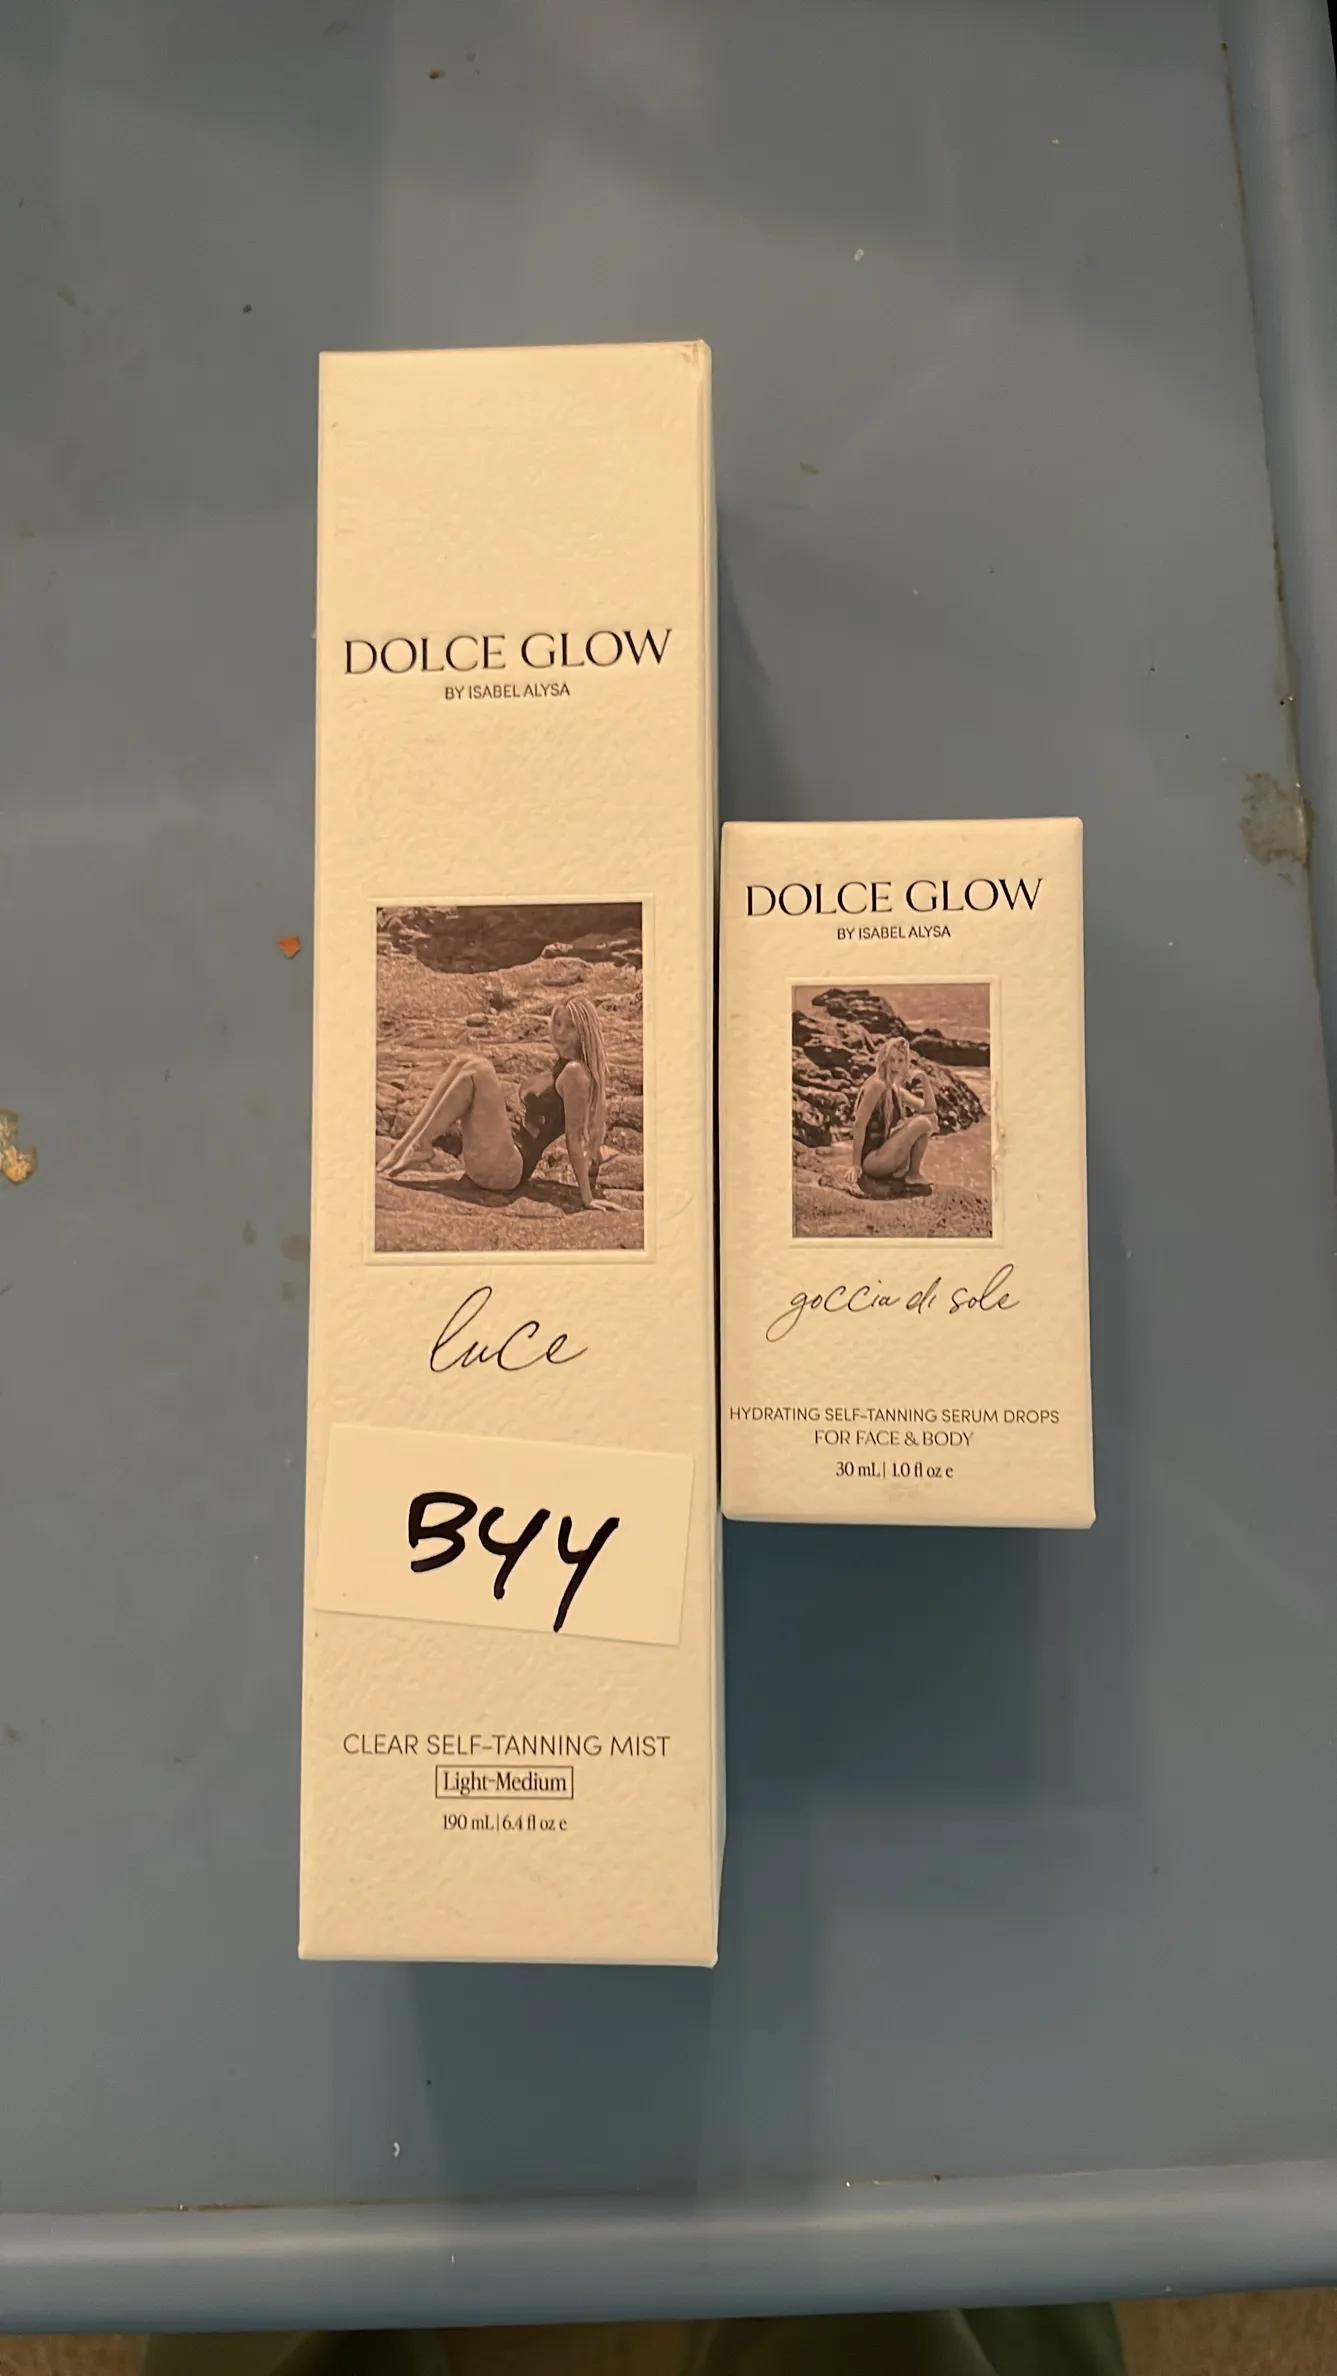 DOLCE GLOW
BY ISABEL ALYSA
luce
B44
CLEAR SELF-TANNING MIST
Light-Medium
190 mL | 6.4 fl oz e
DOLCE GLOW
BY ISABEL ALYSA
goccia di sole
HYDRATING SELF-TANNING SERUM DROPS
FOR FACE & BODY
30 mL | 1.0 fl oz e